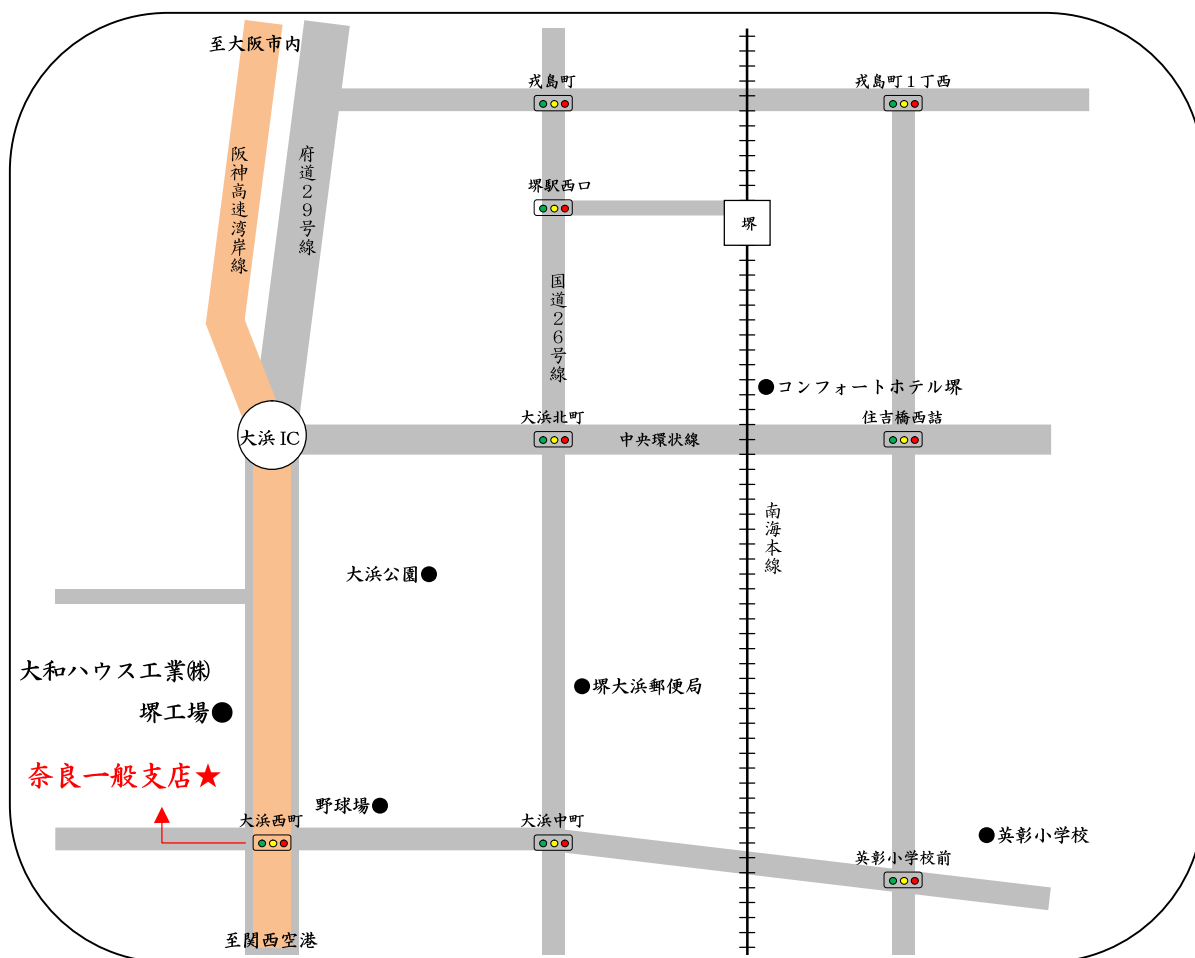 至大阪市内
戎島町
戎島町１丁西
阪神高速湾岸線
府道２９号線
堺駅西口
堺
国道２６号線
コンフォートホテル堺
大浜北町
住吉橋西詰
大浜 IC
中央環状線
南海本線
大浜公園
大和ハウス工業㈱
堺工場
堺大浜郵便局
奈良一般支店★
野球場
大浜西町
大浜中町
英彰小学校
英彰小学校前
至関西空港